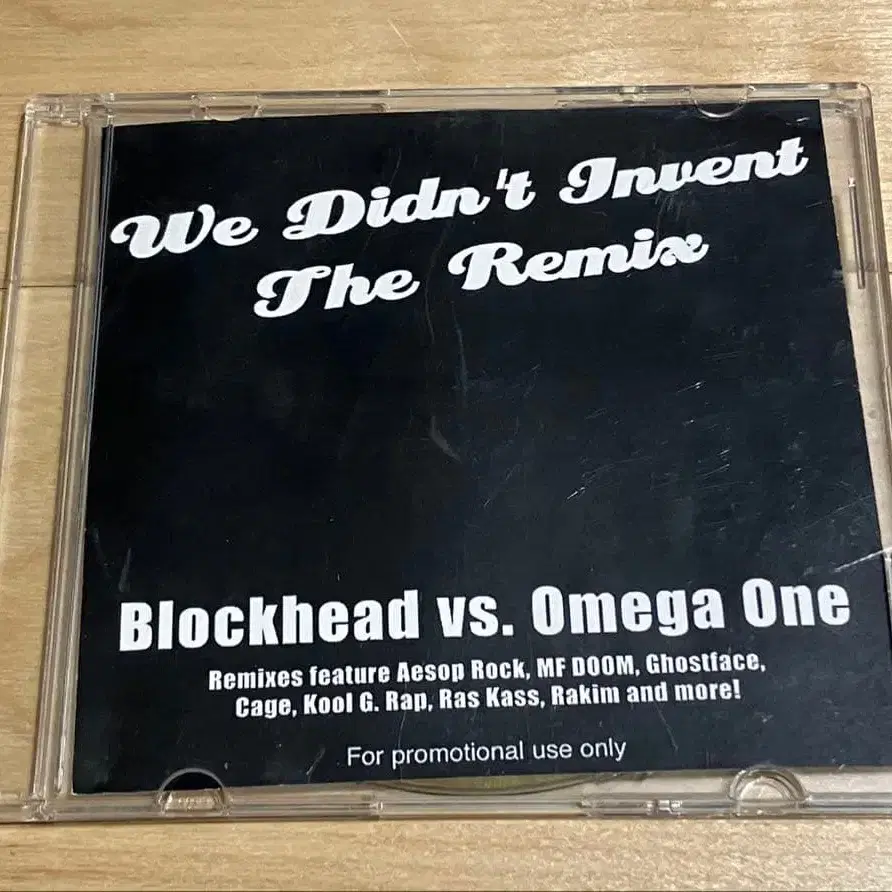 We Didn't Invent
The Remix
Blockhead vs. Omega One
Remixes feature Aesop Rock, MF DOOM, Ghostface,
Cage, Kool G. Rap, Ras Kass, Rakim and more!
For promotional use only